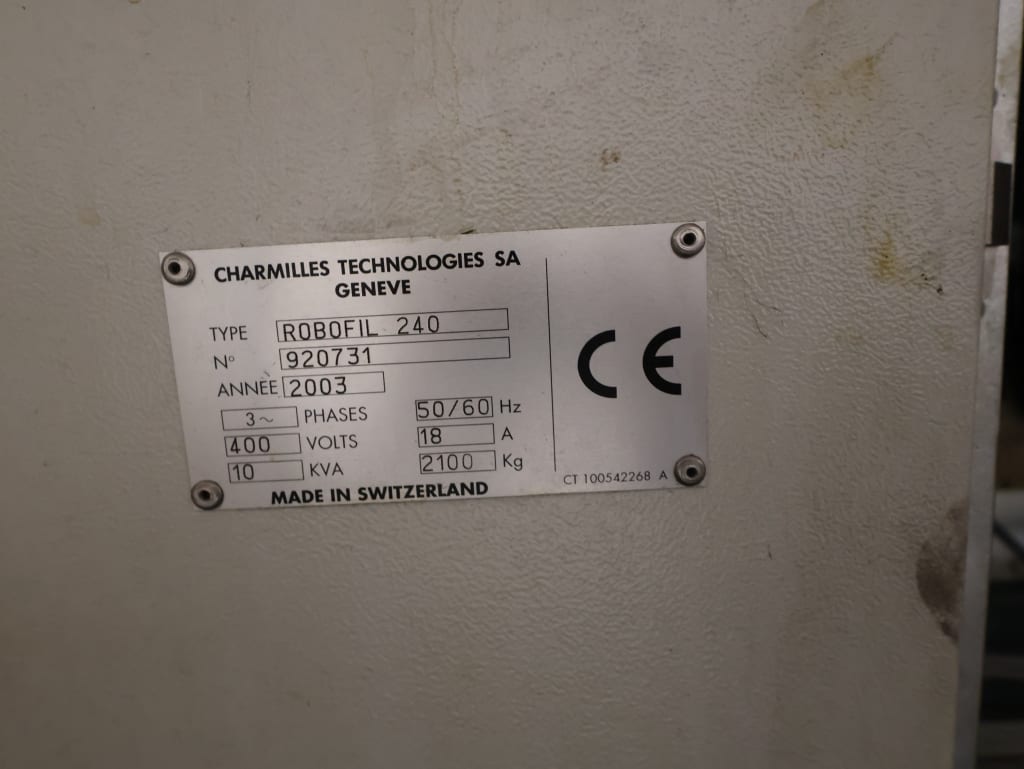 CHARMILLES TECHNOLOGIES SA
GENEVE
TYPE ROBOFIL 240
N° 920731
ANNÉE 2003
3~ PHASES 50/60 Hz
400 VOLTS 18 A
10 KVA 2100 Kg
MADE IN SWITZERLAND
CE
CT 100542268 A